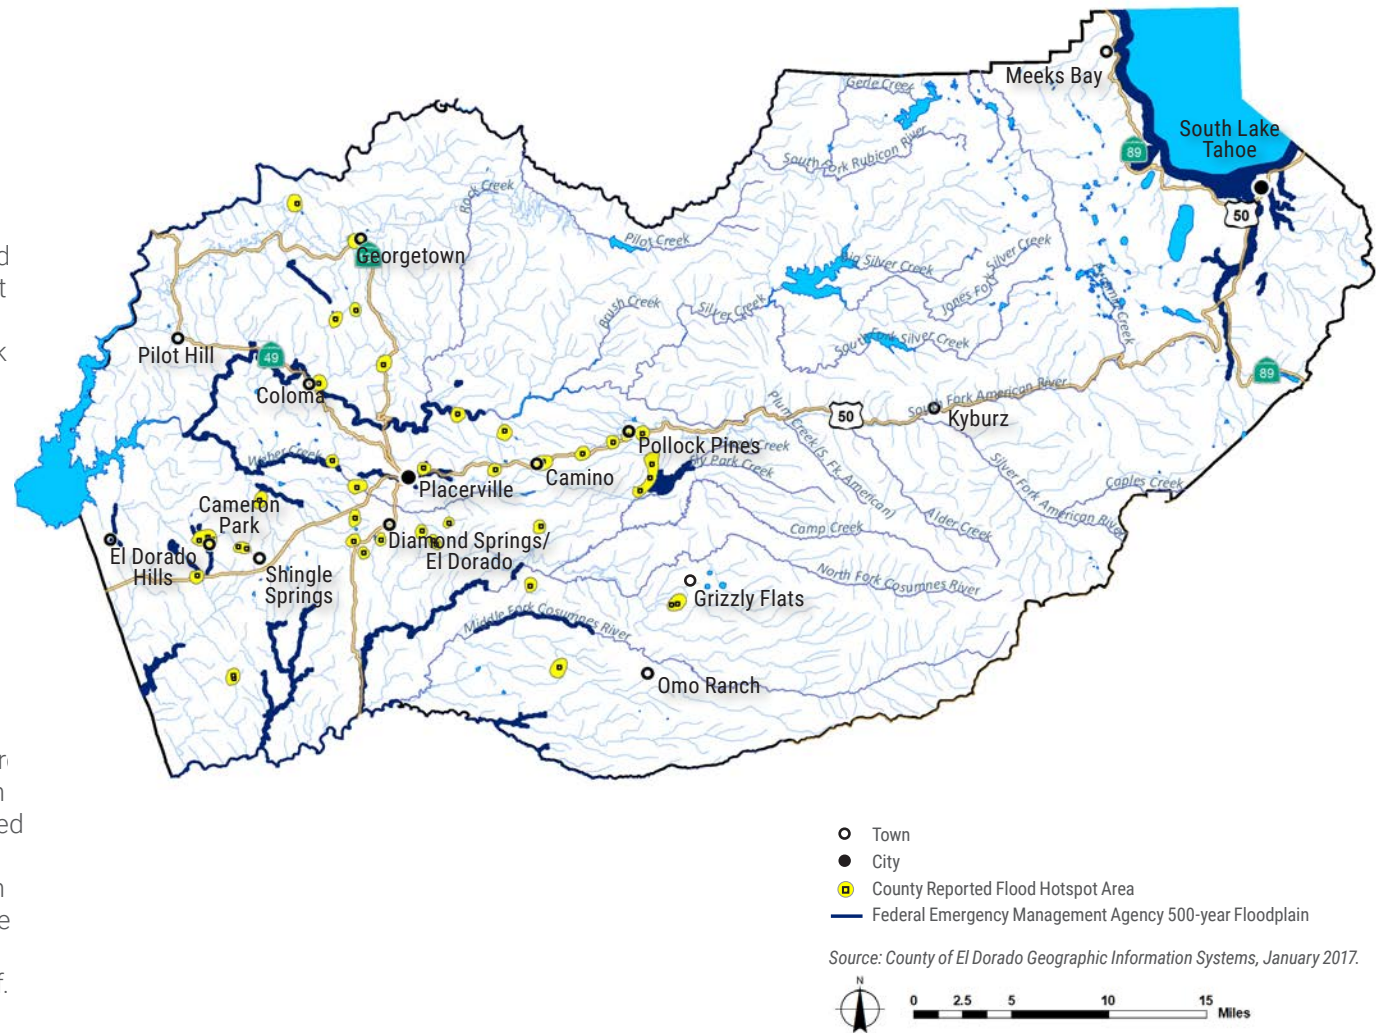 d
t
k
r
n
ed
n
e
f.
Meeks Bay
South Lake
Tahoe
89
50
Gerle Creek
South Fork Rubicon River
Rock Creek
Pilot Creek
Georgetown
Big Silver Creek
Jones Fork Silver Creek
Brush Creek
Silver Creek
South Fork Silver Creek
Pilot Hill
49
Coloma
89
South Fork American River
50
Kyburz
Plum Creek (S. Fk. American)
Pollock Pines
Creek
Park Creek
Weber Creek
Camino
Placerville
Silver Fork American River
Caples Creek
Cameron
Park
Alder Creek
Camp Creek
El Dorado
Hills
Diamond Springs/
El Dorado
Shingle
Springs
North Fork Cosumnes River
Grizzly Flats
Middle Fork Cosumnes River
Omo Ranch
Town
City
County Reported Flood Hotspot Area
Federal Emergency Management Agency 500-year Floodplain
Source: County of El Dorado Geographic Information Systems, January 2017.
N
0 2.5 5 10 15
Miles